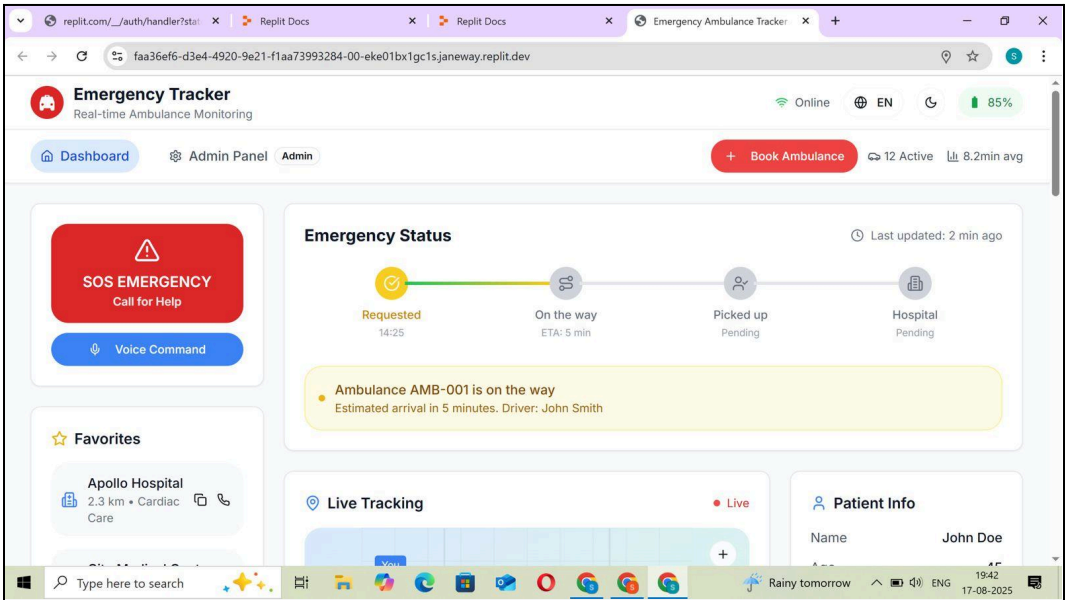 replit.com/__/auth/handler?stat
Replit Docs
Replit Docs
Emergency Ambulance Tracker
faa36ef6-d3e4-4920-9e21-f1aa73993284-00-eke01bx1gc1s.janeway.replit.dev
S
Emergency Tracker
Real-time Ambulance Monitoring
Online
EN
85%
Dashboard
Admin Panel Admin
+ Book Ambulance
12 Active
8.2min avg
SOS EMERGENCY
Call for Help
Voice Command
Emergency Status
Last updated: 2 min ago
Requested
14:25
On the way
ETA: 5 min
Picked up
Pending
Hospital
Pending
Ambulance AMB-001 is on the way
Estimated arrival in 5 minutes. Driver: John Smith
Favorites
Apollo Hospital
2.3 km • Cardiac
Care
Live Tracking
Live
You
+
Patient Info
Name John Doe
Type here to search
Rainy tomorrow
ENG
19:42
17-08-2025